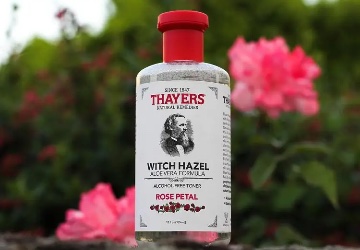 SINCE 1847
THAYERS
NATURAL REMEDIES
WITCH HAZEL
ALOE VERA FORMULA
ALCOHOL-FREE TONER
ROSE PETAL